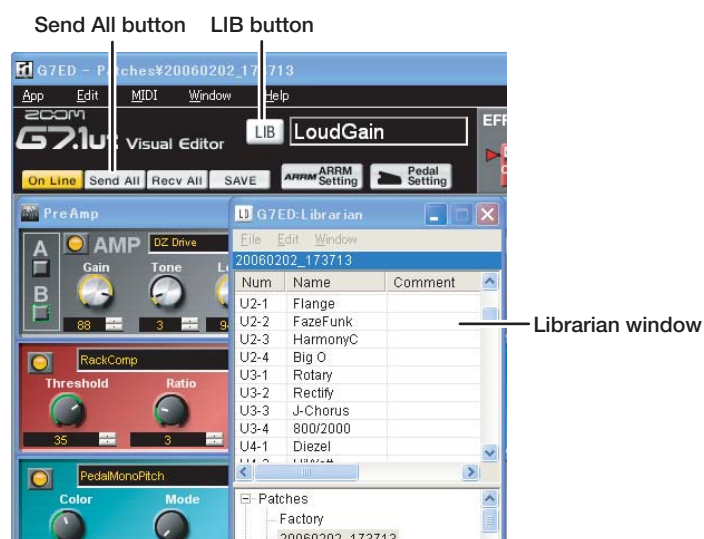 Send All button LIB button
G7ED - Patches¥20060202_173713
App Edit MIDI Window Help
ZOOM
G7.1ut Visual Editor
LIB LoudGain
On Line Send All Recv All SAVE ARRM ARRM Setting Pedal Setting
PreAmp
LD G7ED:Librarian
File Edit Window
20060202_173713
Num Name Comment
U2-1 Flange
U2-2 FazeFunk
U2-3 HarmonyC
U2-4 Big O
U3-1 Rotary
U3-2 Rectify
U3-3 J-Chorus
U3-4 800/2000
U4-1 Diezel
Patches
Factory
20060202_173713
A AMP DZ Drive
Gain Tone
B
88 3
RackComp
Threshold Ratio
35 3
PedalMonoPitch
Color Mode
Librarian window